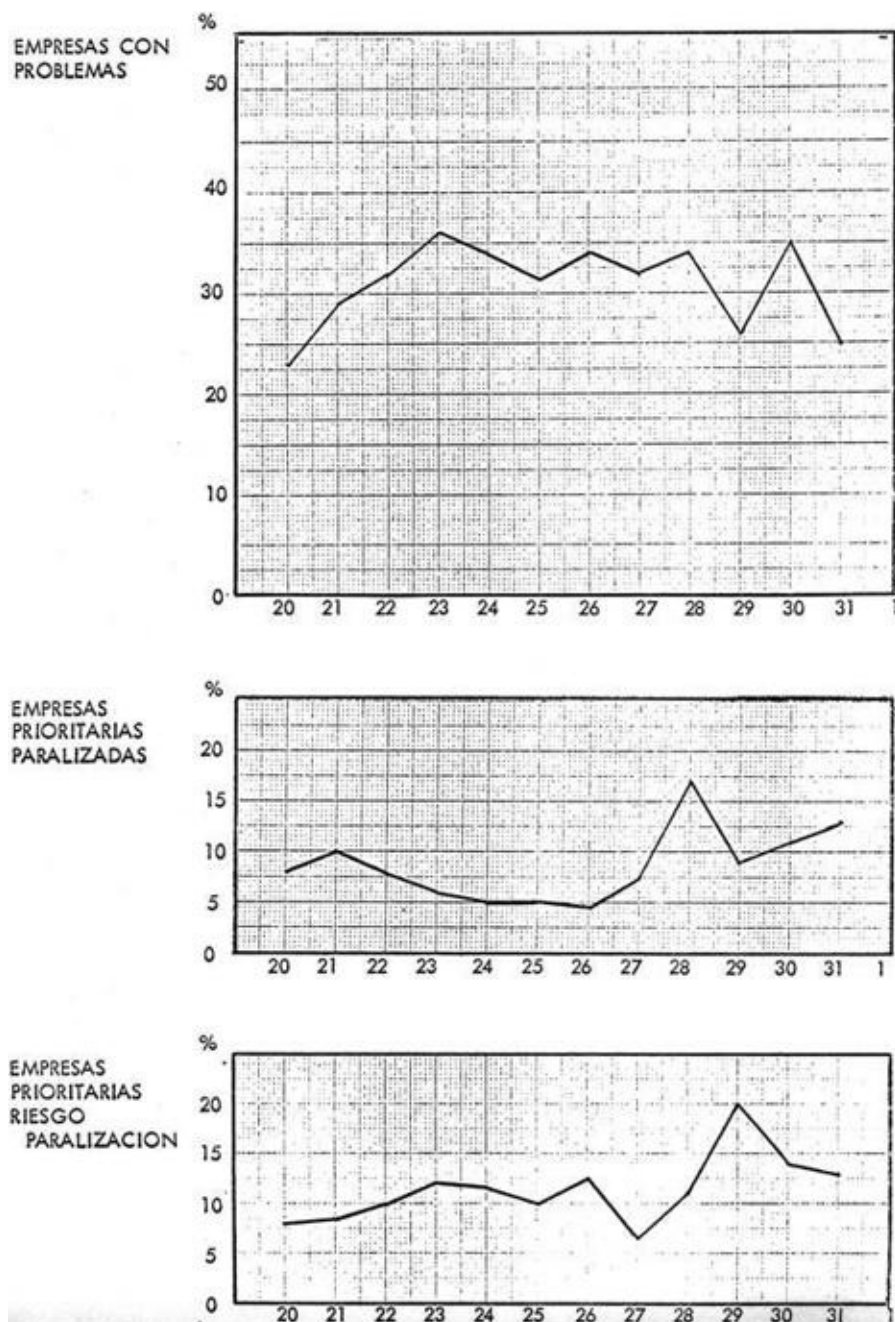 %
EMPRESAS CON
PROBLEMAS
50
40
30
20
10
0
20 21 22 23 24 25 26 27 28 29 30 31 1
%
EMPRESAS
PRIORITARIAS
PARALIZADAS
20
15
10
5
0
20 21 22 23 24 25 26 27 28 29 30 31 1
%
EMPRESAS
PRIORITARIAS
RIESGO
PARALIZACION
20
15
10
5
0
20 21 22 23 24 25 26 27 28 29 30 31